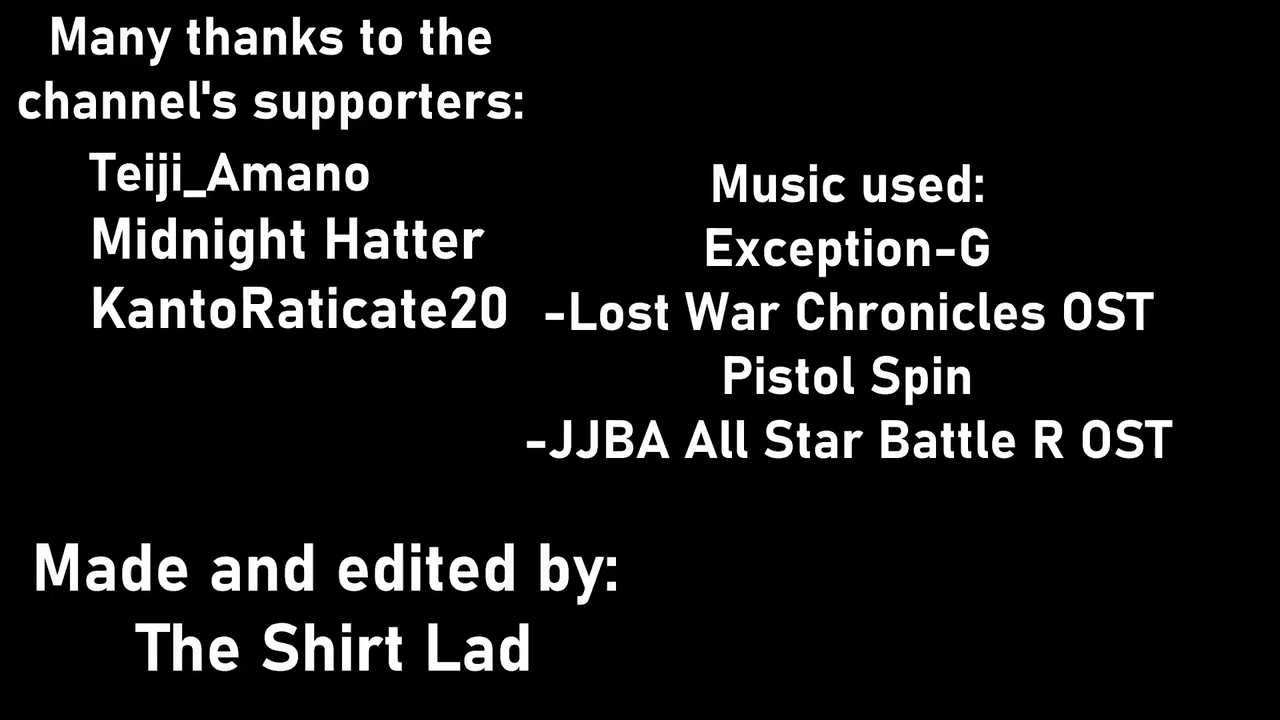 Many thanks to the
channel's supporters:
Teiji_Amano
Midnight Hatter
KantoRaticate20
Music used:
Exception-G
-Lost War Chronicles OST
Pistol Spin
-JJBA All Star Battle R OST
Made and edited by:
The Shirt Lad